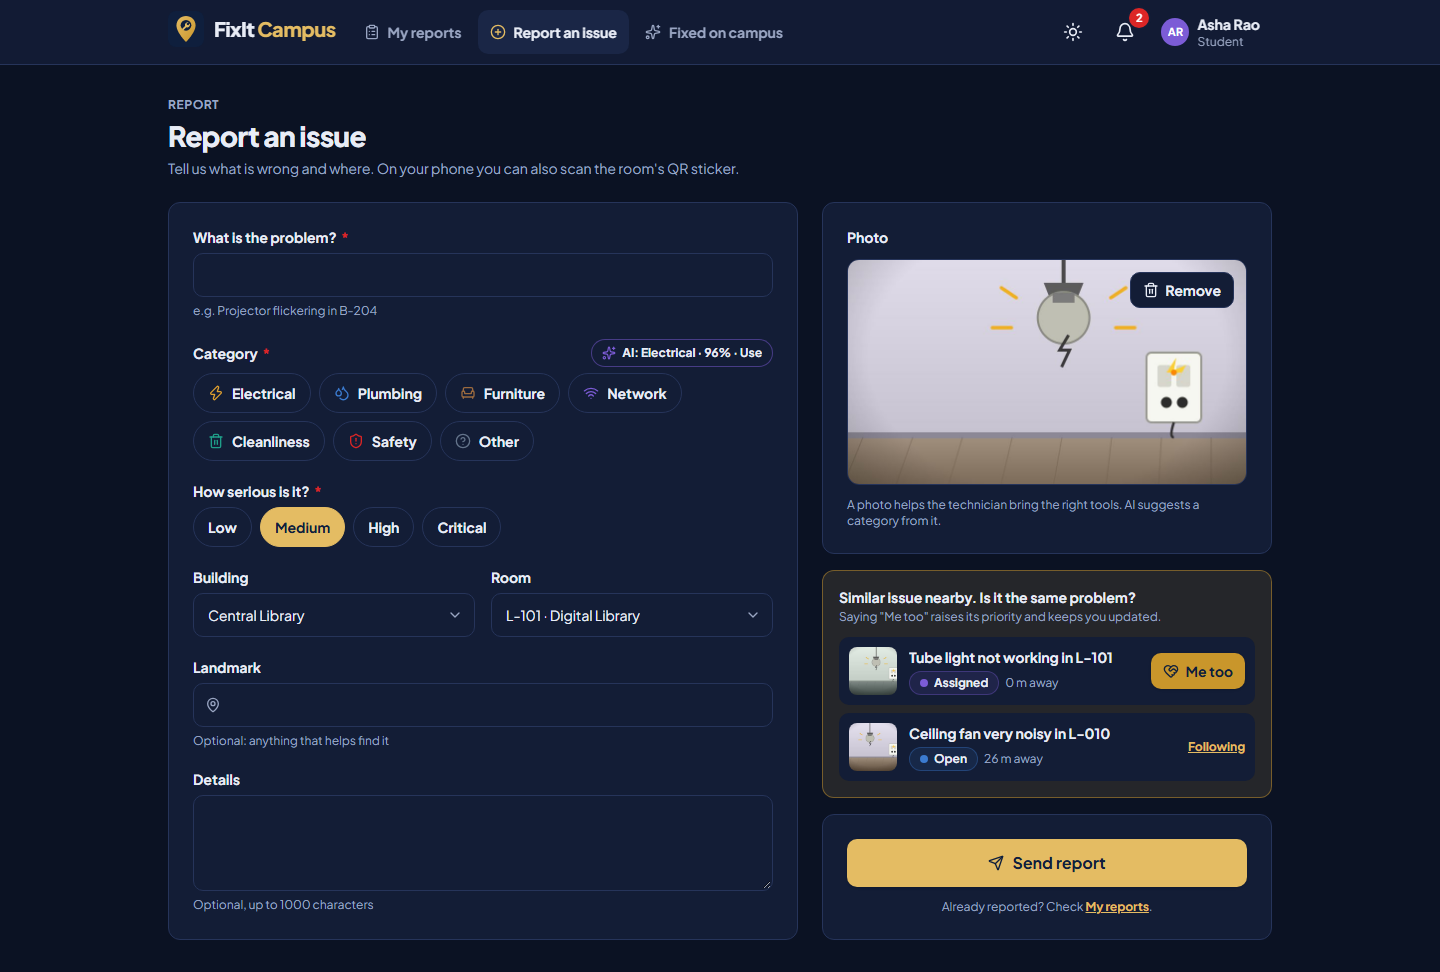 FixIt Campus
My reports
Report an issue
Fixed on campus
2
AR
Asha Rao
Student
REPORT
Report an issue
Tell us what is wrong and where. On your phone you can also scan the room's QR sticker.
What is the problem? *
e.g. Projector flickering in B-204
Category *
AI: Electrical · 96% · Use
Electrical
Plumbing
Furniture
Network
Cleanliness
Safety
Other
How serious is it? *
Low
Medium
High
Critical
Building
Room
Central Library
L-101 · Digital Library
Landmark
Optional: anything that helps find it
Details
Optional, up to 1000 characters
Photo
Remove
A photo helps the technician bring the right tools. AI suggests a
category from it.
Similar issue nearby. Is it the same problem?
Saying "Me too" raises its priority and keeps you updated.
Tube light not working in L-101
Assigned
0 m away
Me too
Ceiling fan very noisy in L-010
Open
26 m away
Following
Send report
Already reported? Check My reports.